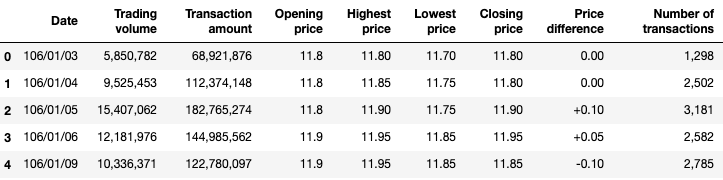 Date Trading volume Transaction amount Opening price Highest price Lowest price Closing price Price difference Number of transactions
0 106/01/03 5,850,782 68,921,876 11.8 11.80 11.70 11.80 0.00 1,298
1 106/01/04 9,525,453 112,374,148 11.8 11.85 11.75 11.80 0.00 2,502
2 106/01/05 15,407,062 182,765,274 11.8 11.90 11.75 11.90 +0.10 3,181
3 106/01/06 12,181,976 144,985,562 11.9 11.95 11.85 11.95 +0.05 2,582
4 106/01/09 10,336,371 122,780,097 11.9 11.95 11.85 11.85 -0.10 2,785